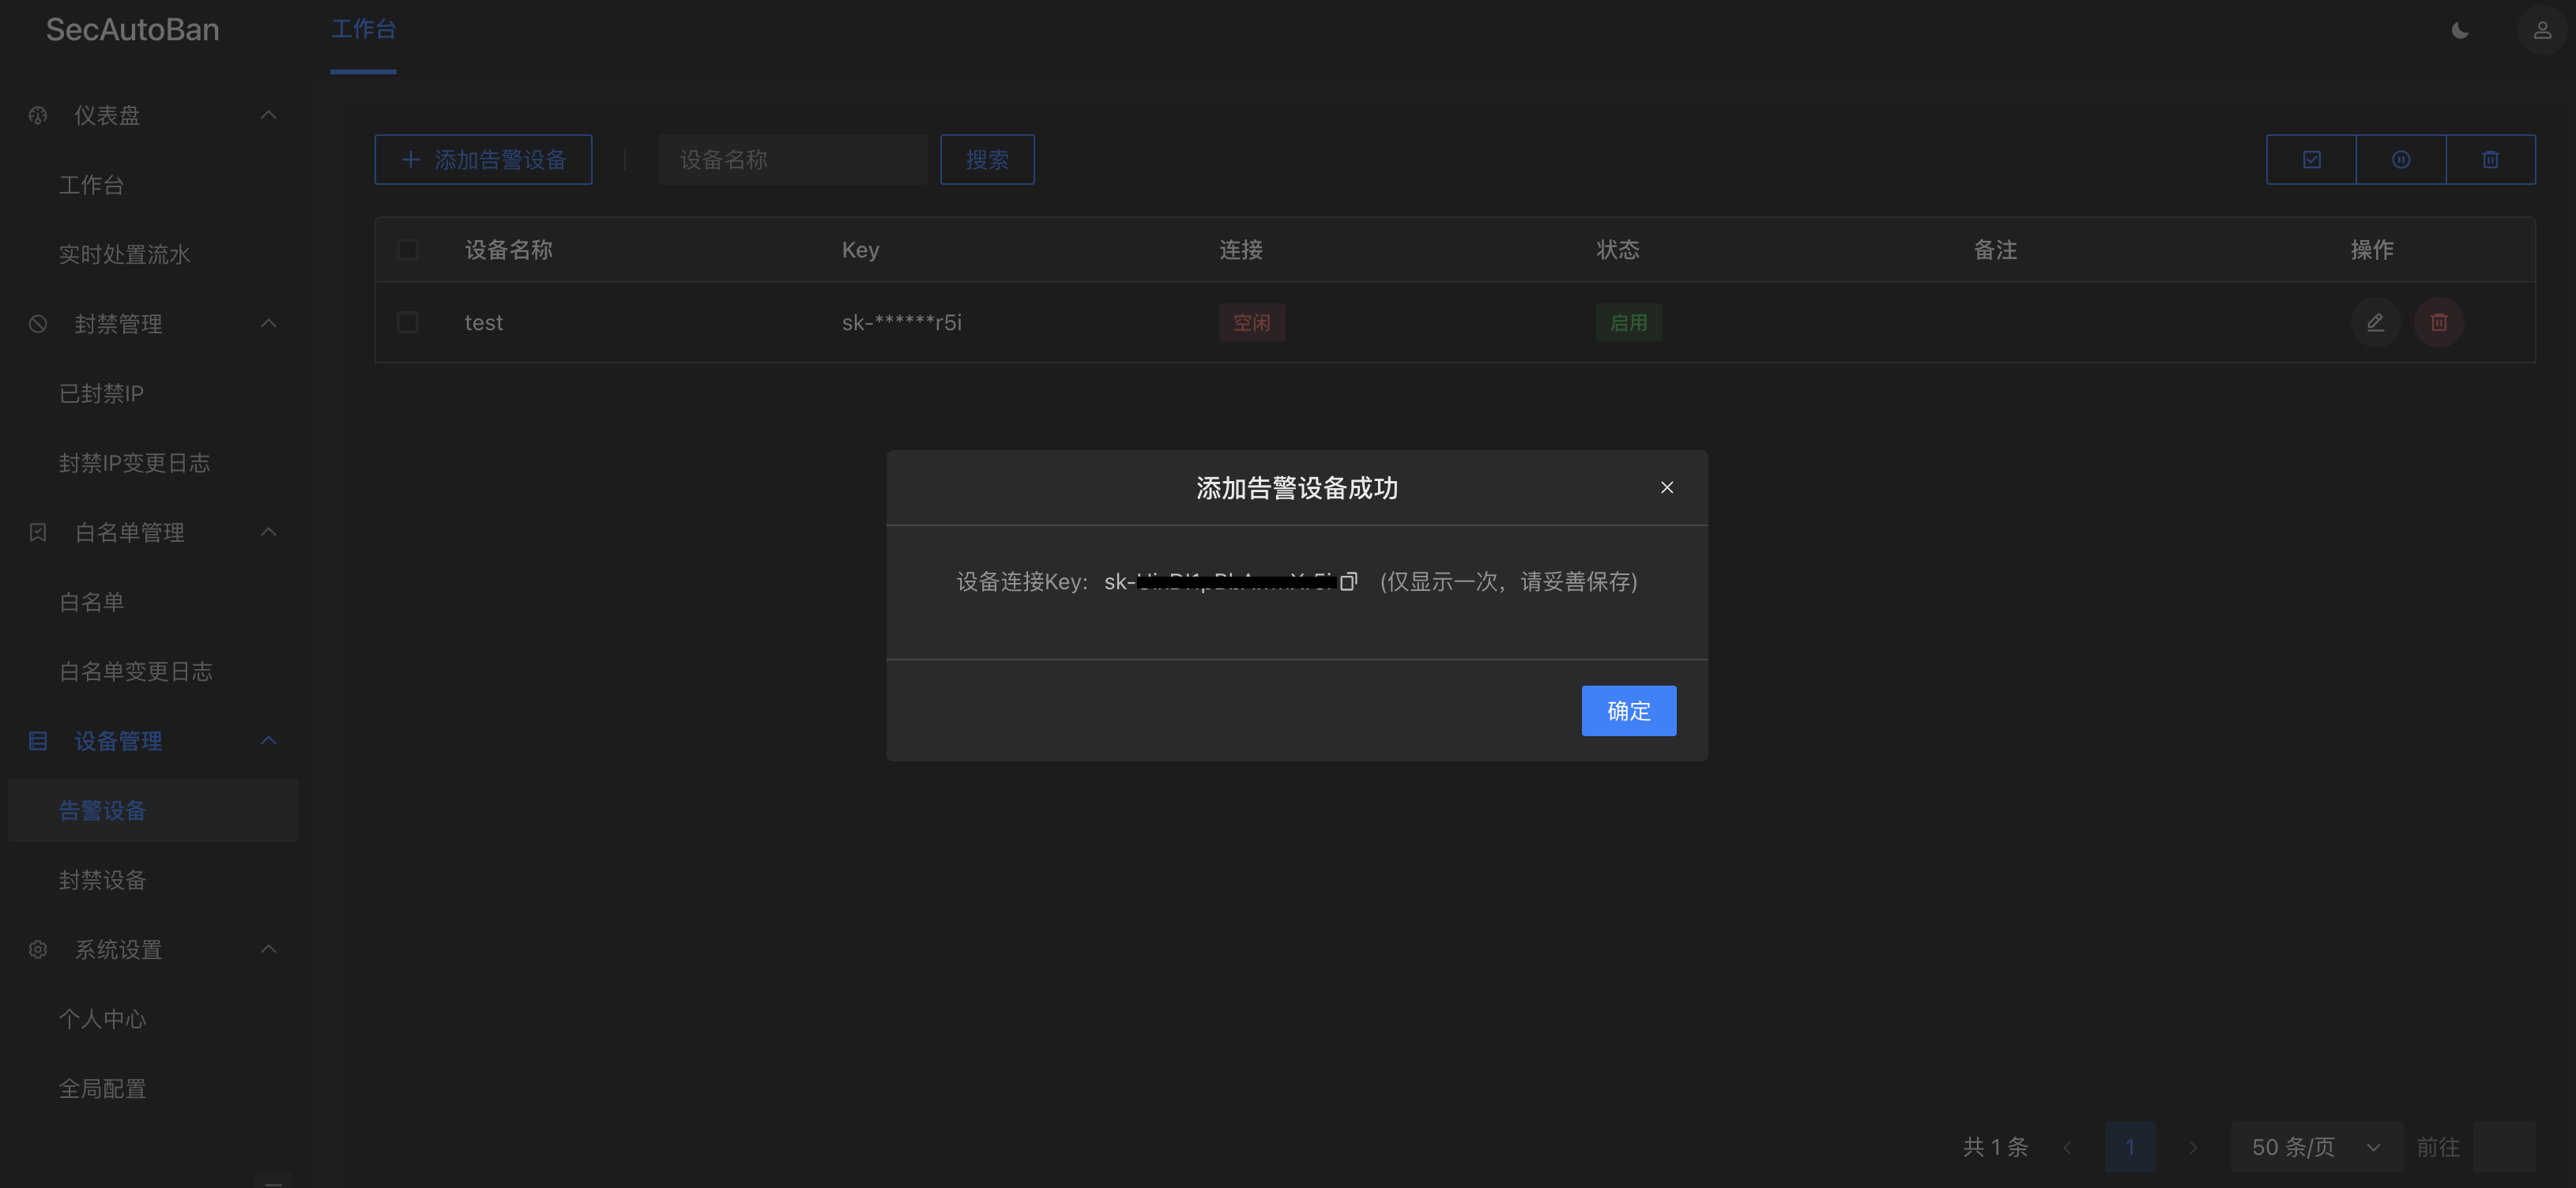 SecAutoBan
工作台
仪表盘
工作台
实时处置流水
封禁管理
已封禁IP
封禁IP变更日志
白名单管理
白名单
白名单变更日志
设备管理
告警设备
封禁设备
系统设置
个人中心
全局配置
添加告警设备 设备名称 搜索
设备名称 Key 连接 状态 备注 操作
test sk-******r5i 空闲 启用
添加告警设备成功
设备连接Key: sk- (仅显示一次，请妥善保存)
确定
共 1 条 1 50 条/页 前往